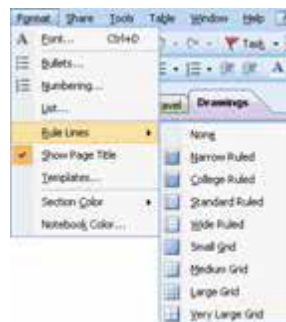 Format Share Tools Table Window Help
A Font... Ctrl+D
Task
Bullets...
Numbering...
A
List...
Drawings
Rule Lines
None
Show Page Title
Narrow Ruled
Templates...
College Ruled
Section Color
Standard Ruled
Notebook Color...
Wide Ruled
Small Grid
Medium Grid
Large Grid
Very Large Grid